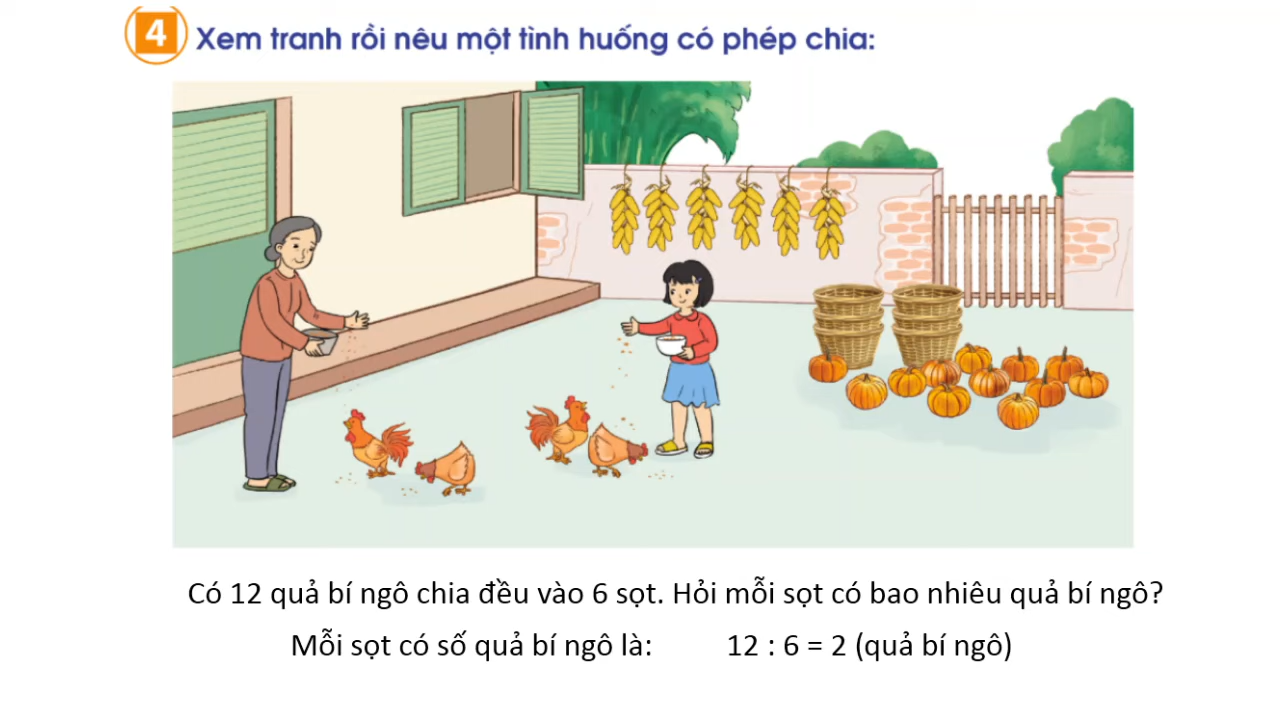 4 Xem tranh rồi nêu một tình huống có phép chia:
Có 12 quả bí ngô chia đều vào 6 sọt. Hỏi mỗi sọt có bao nhiêu quả bí ngô?
Mỗi sọt có số quả bí ngô là: 12 : 6 = 2 (quả bí ngô)